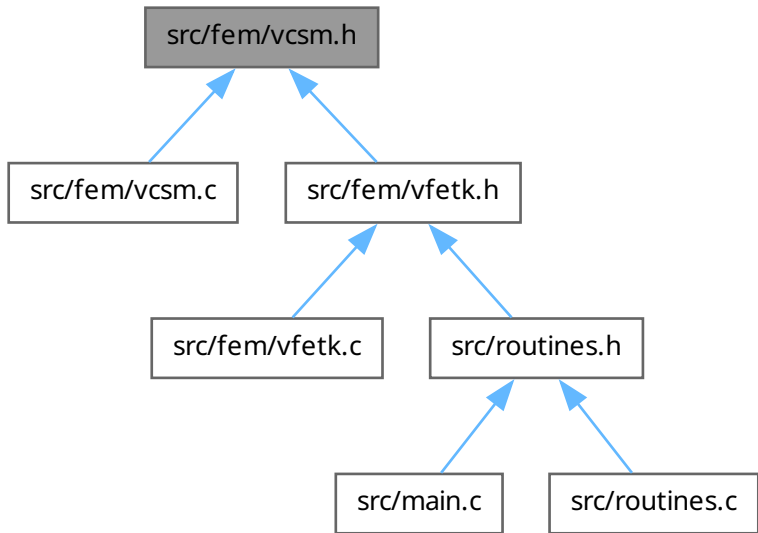 src/fem/vcsm.h
src/fem/vcsm.c
src/fem/vfetk.h
src/fem/vfetk.c
src/routines.h
src/main.c
src/routines.c